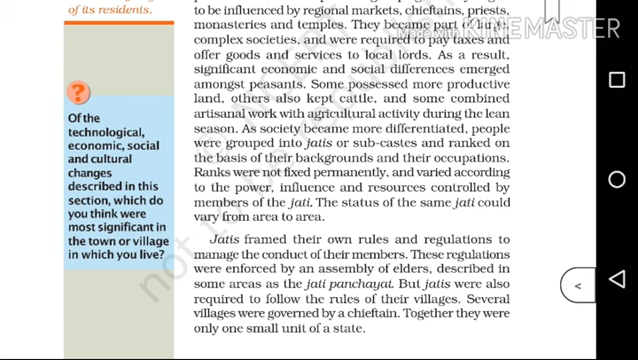 of its residents.
?
Of the
technological,
economic, social
and cultural
changes
described in this
section, which do
you think were
most significant in
the town or village
in which you live?
to be influenced by regional markets, chieftains, priests,
monasteries and temples. They became part of large,
complex societies, and were required to pay taxes and
offer goods and services to local lords. As a result,
significant economic and social differences emerged
amongst peasants. Some possessed more productive
land, others also kept cattle, and some combined
artisanal work with agricultural activity during the lean
season. As society became more differentiated, people
were grouped into jatis or sub-castes and ranked on
the basis of their backgrounds and their occupations.
Ranks were not fixed permanently, and varied according
to the power, influence and resources controlled by
members of the jati. The status of the same jati could
vary from area to area.
Jatis framed their own rules and regulations to
manage the conduct of their members. These regulations
were enforced by an assembly of elders, described in
some areas as the jati panchayat. But jatis were also
required to follow the rules of their villages. Several
villages were governed by a chieftain. Together they were
only one small unit of a state.
Made with KINEMASTER